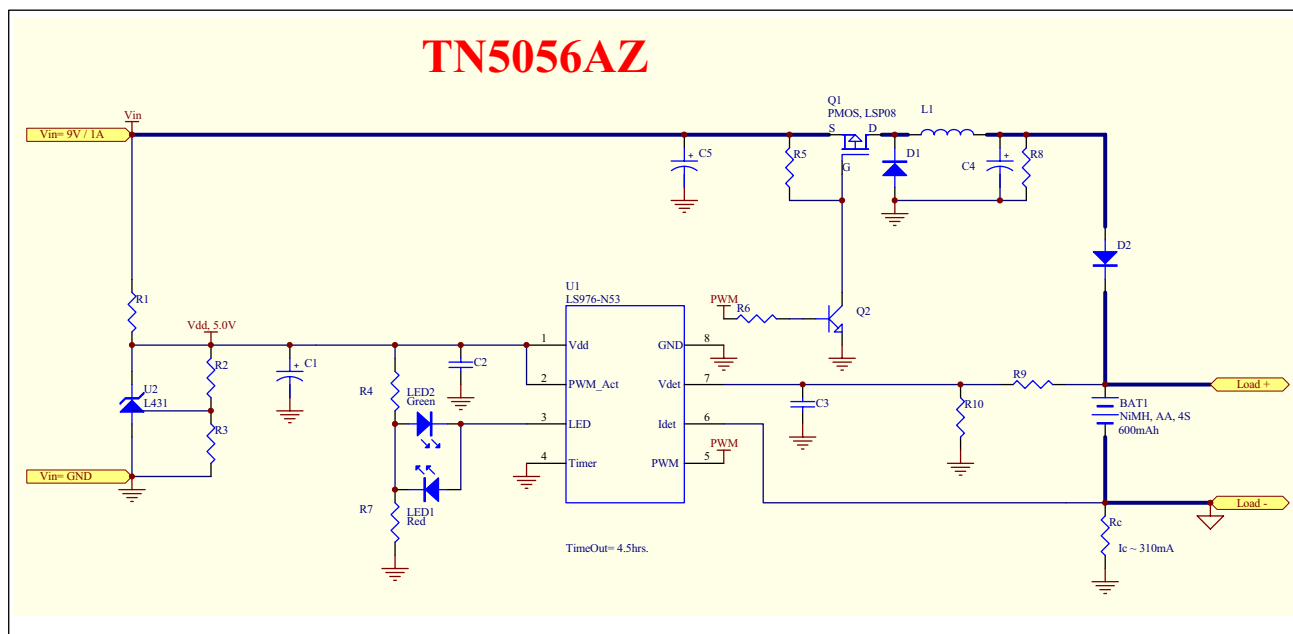 TN5056AZ
Vin
Vin= 9V / 1A
Q1
PMOS, LSP08
L1
S
D
G
C5
R5
D1
C4
R8
D2
R1
U1
LS976-N53
PWM
R6
Q2
Vdd, 5.0V
R2
C1
1
Vdd
GND
8
C2
U2
L431
R4
LED2
Green
2
PWM_Act
Vdet
7
R9
Load +
BAT1
NiMH, AA, 4S
600mAh
C3
R10
R3
3
LED
Idet
6
PWM
4
Timer
PWM
5
Vin= GND
R7
LED1
Red
Load -
Rc
Ic ~ 310mA
TimeOut= 4.5hrs.
+
+
+